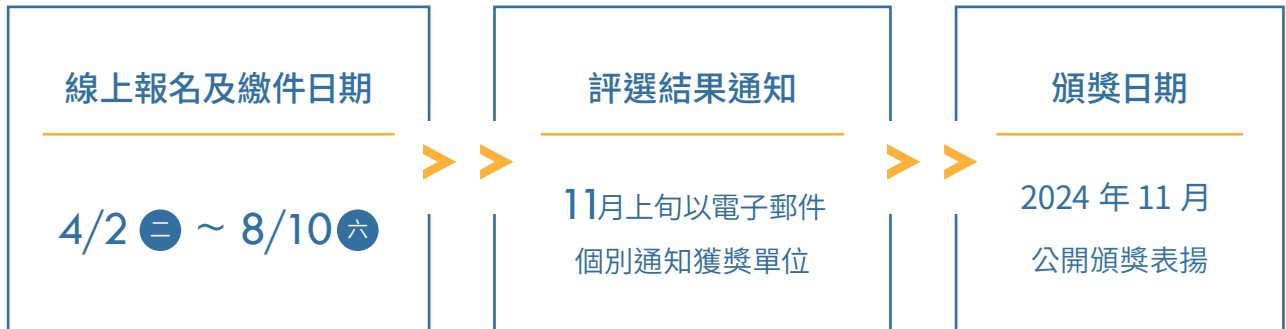 線上報名及繳件日期
4/2 二 ~ 8/10 六
評選結果通知
11月上旬以電子郵件
個別通知獲獎單位
頒獎日期
2024 年 11 月
公開頒獎表揚